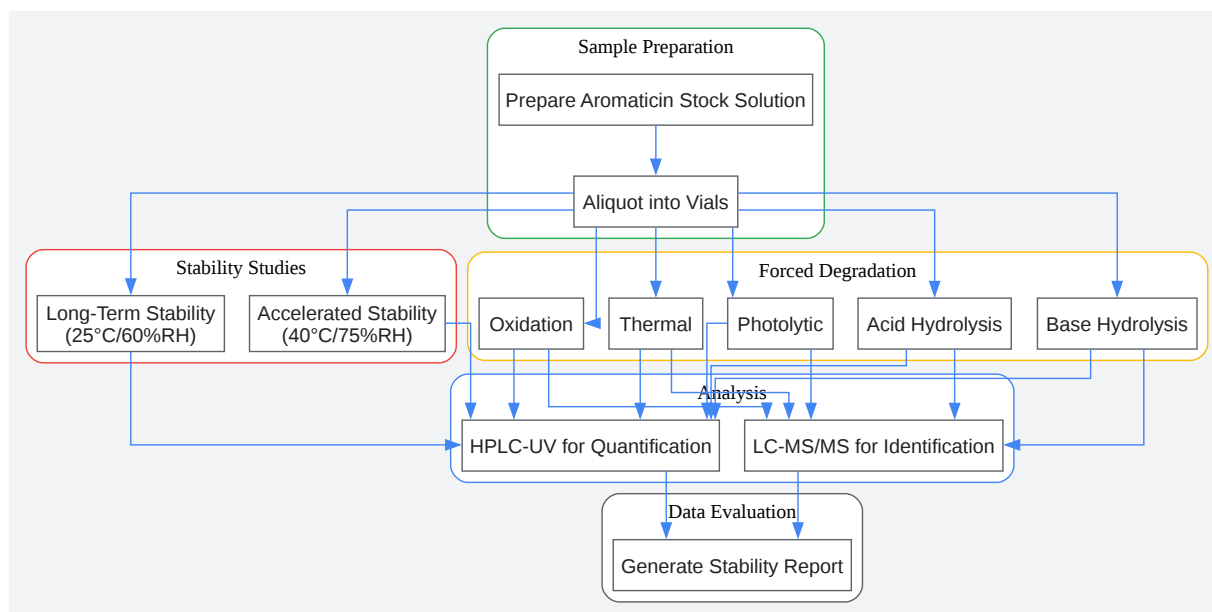 Sample Preparation
Prepare Aromaticin Stock Solution
Aliquot into Vials
Stability Studies
Long-Term Stability
(25°C/60%RH)
Accelerated Stability
(40°C/75%RH)
Forced Degradation
Oxidation
Thermal
Photolytic
Acid Hydrolysis
Base Hydrolysis
Analysis
HPLC-UV for Quantification
LC-MS/MS for Identification
Data Evaluation
Generate Stability Report